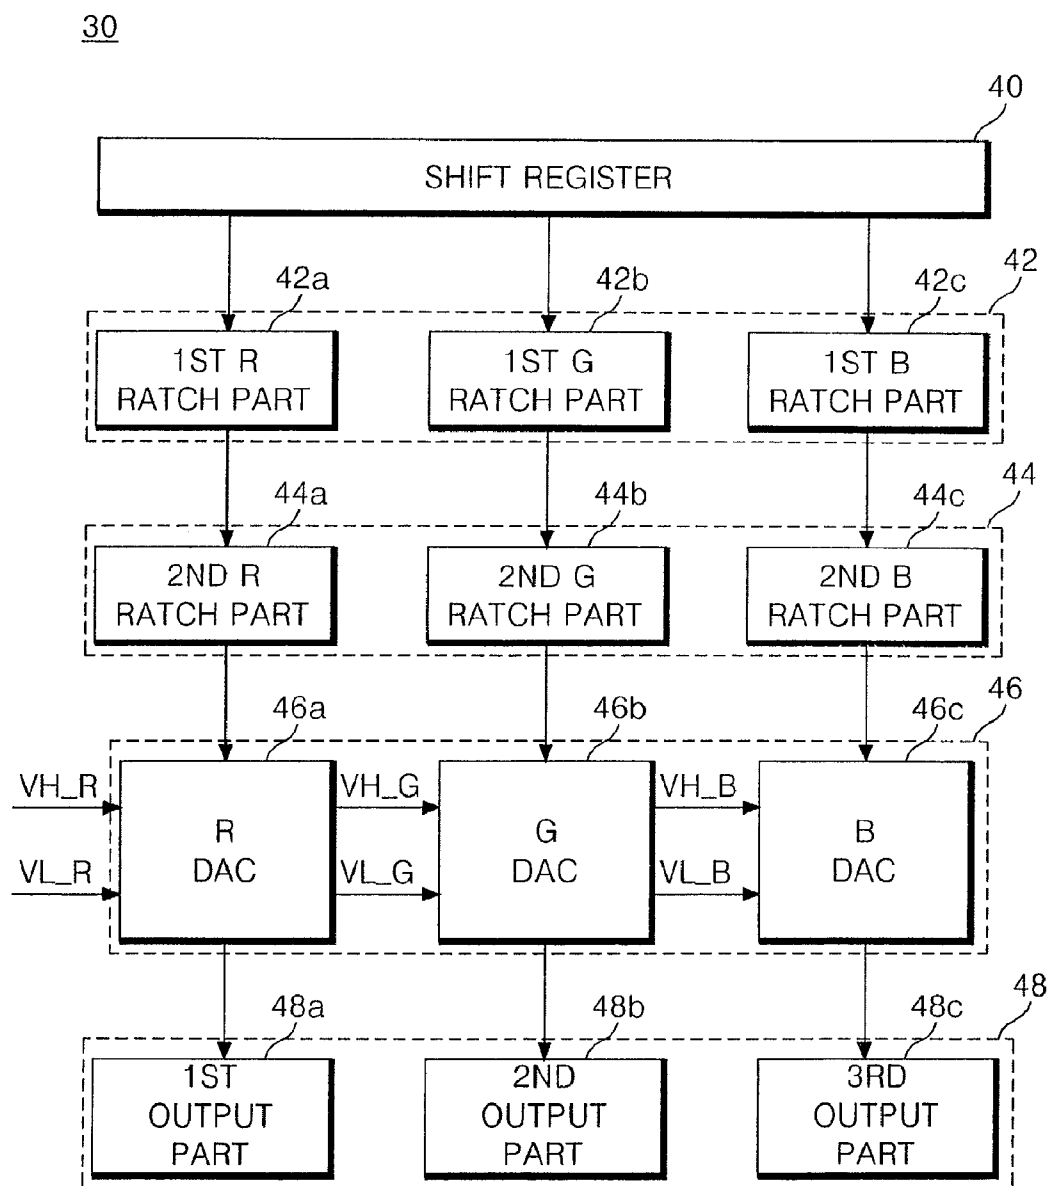 30
40
SHIFT REGISTER
42a 42b 42c 42
1ST R
RATCH PART
1ST G
RATCH PART
1ST B
RATCH PART
44a 44b 44c 44
2ND R
RATCH PART
2ND G
RATCH PART
2ND B
RATCH PART
46a 46b 46c 46
VH_R VH_G VH_B
R
DAC
G
DAC
B
DAC
VL_R VL_G VL_B
48a 48b 48c 48
1ST
OUTPUT
PART
2ND
OUTPUT
PART
3RD
OUTPUT
PART